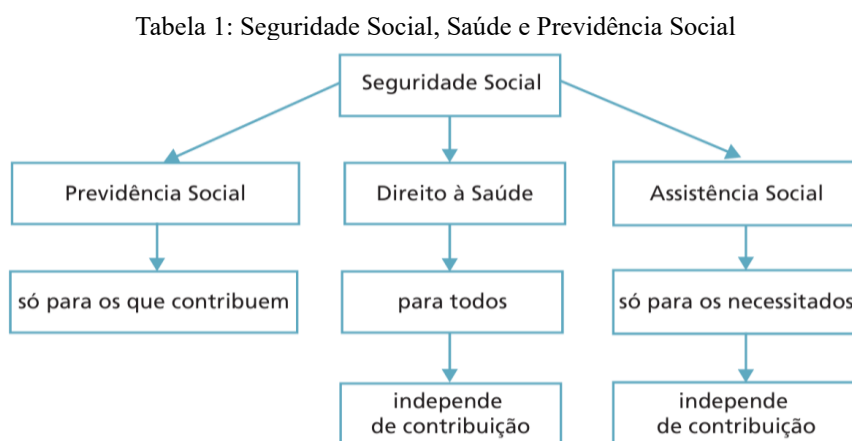 Tabela 1: Seguridade Social, Saúde e Previdência Social
Seguridade Social
Previdência Social
Direito à Saúde
Assistência Social
só para os que contribuem
para todos
só para os necessitados
independe
de contribuição
independe
de contribuição